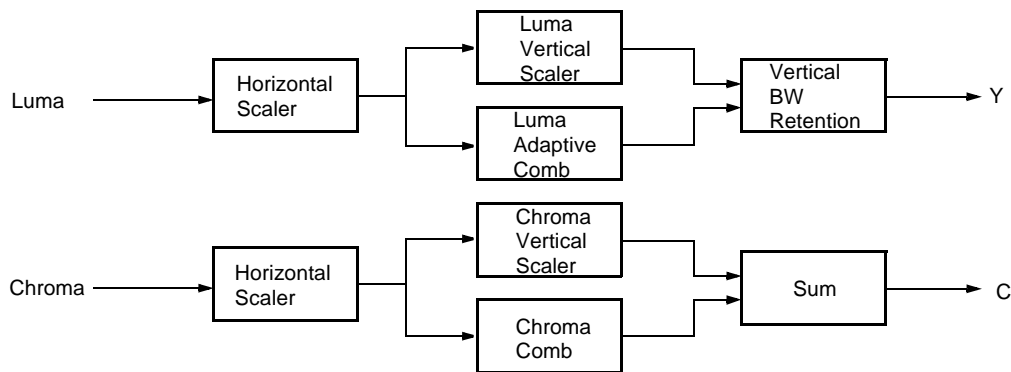 Luma
Horizontal
Scaler
Luma
Vertical
Scaler
Luma
Adaptive
Comb
Vertical
BW
Retention
Y
Chroma
Horizontal
Scaler
Chroma
Vertical
Scaler
Chroma
Comb
Sum
C